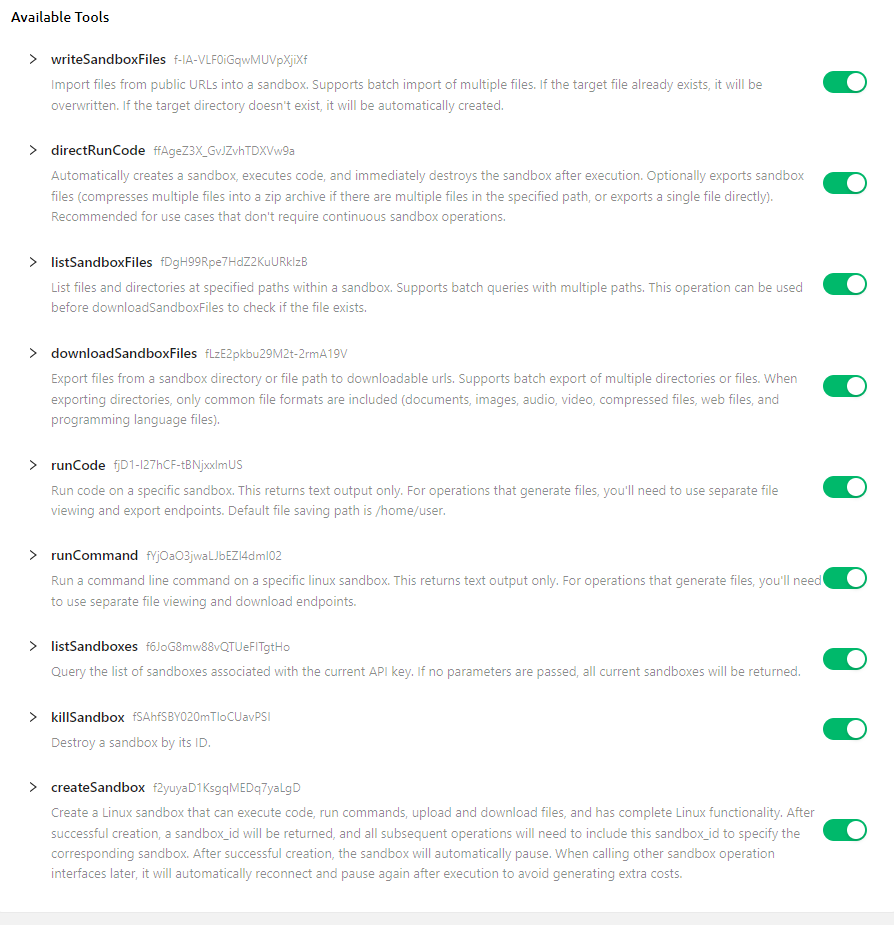 Available Tools
writeSandboxFiles f-IA-VLF0iGqwMUVpXjiXf
Import files from public URLs into a sandbox. Supports batch import of multiple files. If the target file already exists, it will be
overwritten. If the target directory doesn't exist, it will be automatically created.
directRunCode ffAgeZ3X_GvJZvhTDXVw9a
Automatically creates a sandbox, executes code, and immediately destroys the sandbox after execution. Optionally exports sandbox
files (compresses multiple files into a zip archive if there are multiple files in the specified path, or exports a single file directly).
Recommended for use cases that don't require continuous sandbox operations.
listSandboxFiles fDgH99Rpe7HdZ2KuURklzB
List files and directories at specified paths within a sandbox. Supports batch queries with multiple paths. This operation can be used
before downloadSandboxFiles to check if the file exists.
downloadSandboxFiles fLzE2pkbu29M2t-2rmA19V
Export files from a sandbox directory or file path to downloadable urls. Supports batch export of multiple directories or files. When
exporting directories, only common file formats are included (documents, images, audio, video, compressed files, web files, and
programming language files).
runCode fjD1-I27hCF-tBNjxxlmUS
Run code on a specific sandbox. This returns text output only. For operations that generate files, you'll need to use separate file
viewing and export endpoints. Default file saving path is /home/user.
runCommand fYjOaO3jwaLJbEZl4dml02
Run a command line command on a specific linux sandbox. This returns text output only. For operations that generate files, you'll need
to use separate file viewing and download endpoints.
listSandboxes f6JoG8mw88vQTUeFITgtHo
Query the list of sandboxes associated with the current API key. If no parameters are passed, all current sandboxes will be returned.
killSandbox fSAhfSBY020mTIoCUavPSI
Destroy a sandbox by its ID.
createSandbox f2yuyaD1KsgqMEDq7yaLgD
Create a Linux sandbox that can execute code, run commands, upload and download files, and has complete Linux functionality. After
successful creation, a sandbox_id will be returned, and all subsequent operations will need to include this sandbox_id to specify the
corresponding sandbox. After successful creation, the sandbox will automatically pause. When calling other sandbox operation
interfaces later, it will automatically reconnect and pause again after execution to avoid generating extra costs.